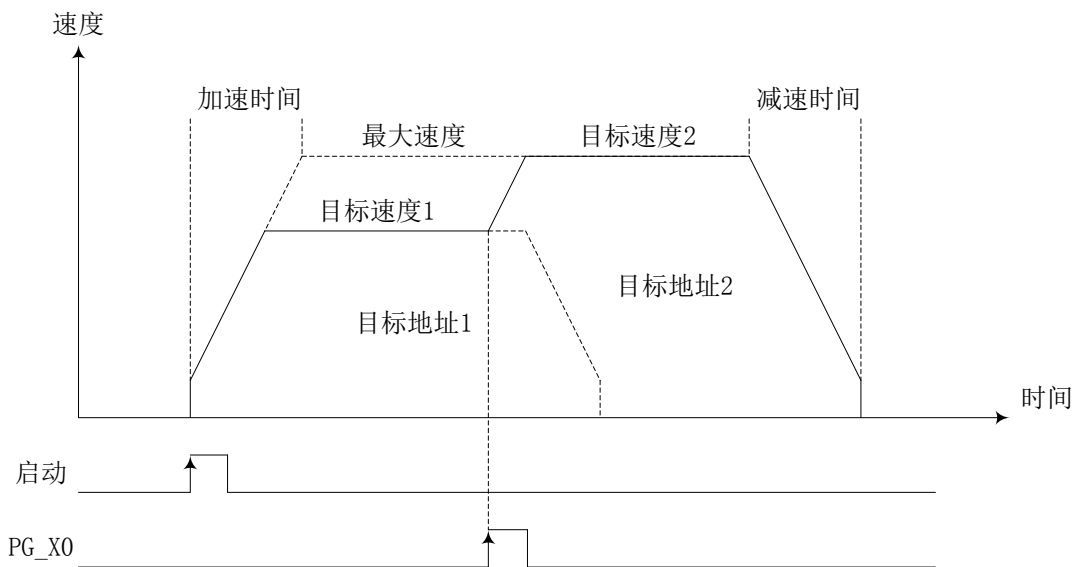 速度
加速时间
减速时间
最大速度
目标速度2
目标速度1
目标地址2
目标地址1
时间
启动
PG_X0